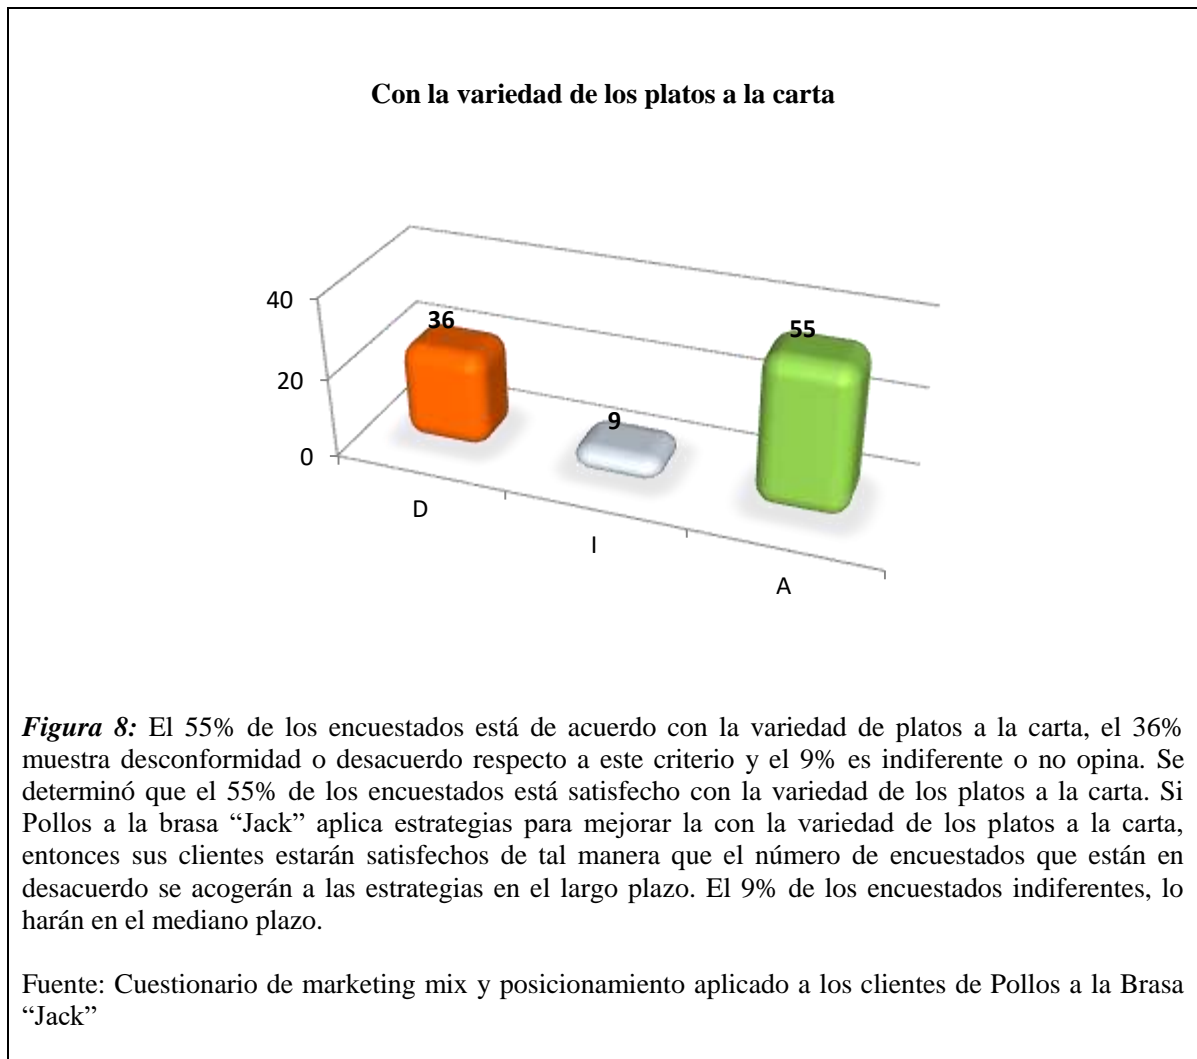 Con la variedad de los platos a la carta
40
20
0
36
9
55
D
I
A
Figura 8: El 55% de los encuestados está de acuerdo con la variedad de platos a la carta, el 36%
muestra desconformidad o desacuerdo respecto a este criterio y el 9% es indiferente o no opina. Se
determinó que el 55% de los encuestados está satisfecho con la variedad de los platos a la carta. Si
Pollos a la brasa “Jack” aplica estrategias para mejorar la con la variedad de los platos a la carta,
entonces sus clientes estarán satisfechos de tal manera que el número de encuestados que están en
desacuerdo se acogerán a las estrategias en el largo plazo. El 9% de los encuestados indiferentes, lo
harán en el mediano plazo.
Fuente: Cuestionario de marketing mix y posicionamiento aplicado a los clientes de Pollos a la Brasa
“Jack”